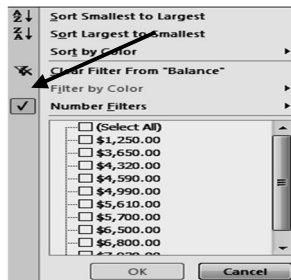 Sort Smallest to Largest
Sort Largest to Smallest
Sort by Color
Clear Filter From "Balance"
Filter by Color
Number Filters
(Select All)
$1,250.00
$3,650.00
$4,320.00
$4,590.00
$4,990.00
$5,610.00
$5,700.00
$6,500.00
$6,800.00
OK Cancel